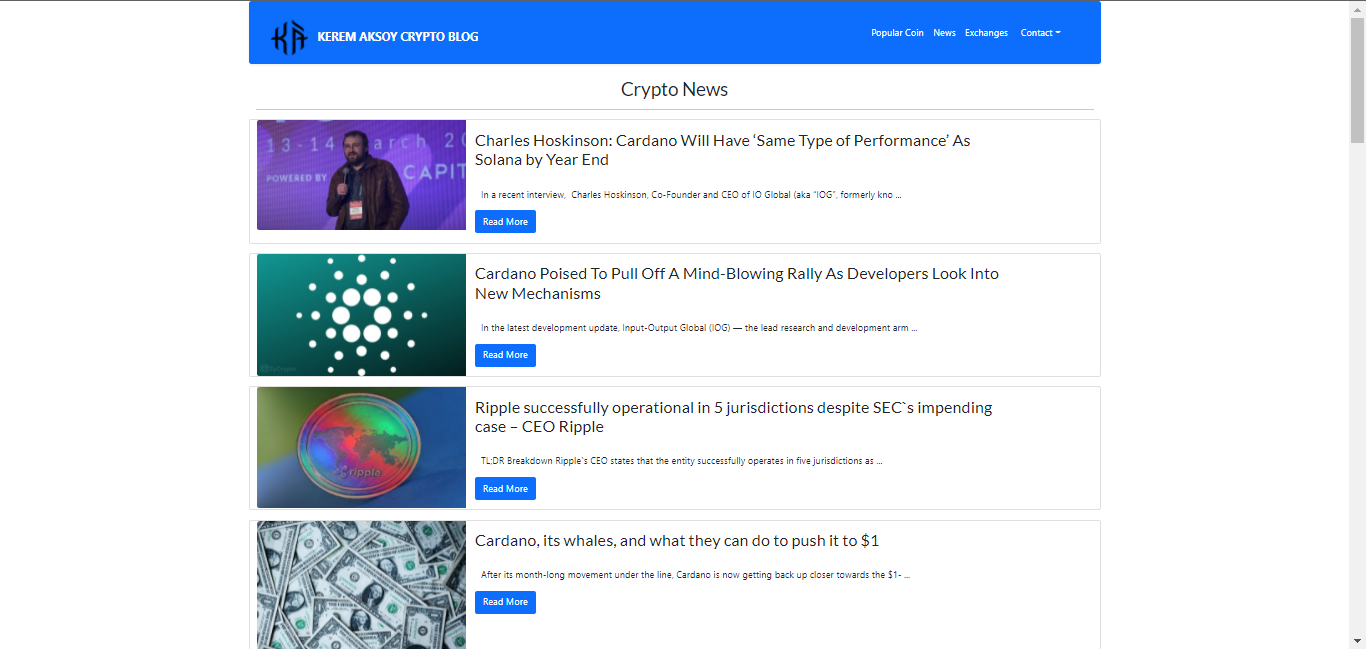 KEREM AKSOY CRYPTO BLOG
Popular Coin News Exchanges Contact
Crypto News
13-14 March 20
POWERED BY
CAPIT
Charles Hoskinson: Cardano Will Have ‘Same Type of Performance’ As
Solana by Year End
In a recent interview, Charles Hoskinson, Co-Founder and CEO of IO Global (aka “IOG”, formerly kno ...
Read More
Cardano Poised To Pull Off A Mind-Blowing Rally As Developers Look Into
New Mechanisms
In the latest development update, Input-Output Global (IOG) — the lead research and development arm ...
Read More
ripple
Ripple successfully operational in 5 jurisdictions despite SEC`s impending
case – CEO Ripple
TL;DR Breakdown Ripple`s CEO states that the entity successfully operates in five jurisdictions as ...
Read More
Cardano, its whales, and what they can do to push it to $1
After its month-long movement under the line, Cardano is now getting back up closer towards the $1- ...
Read More